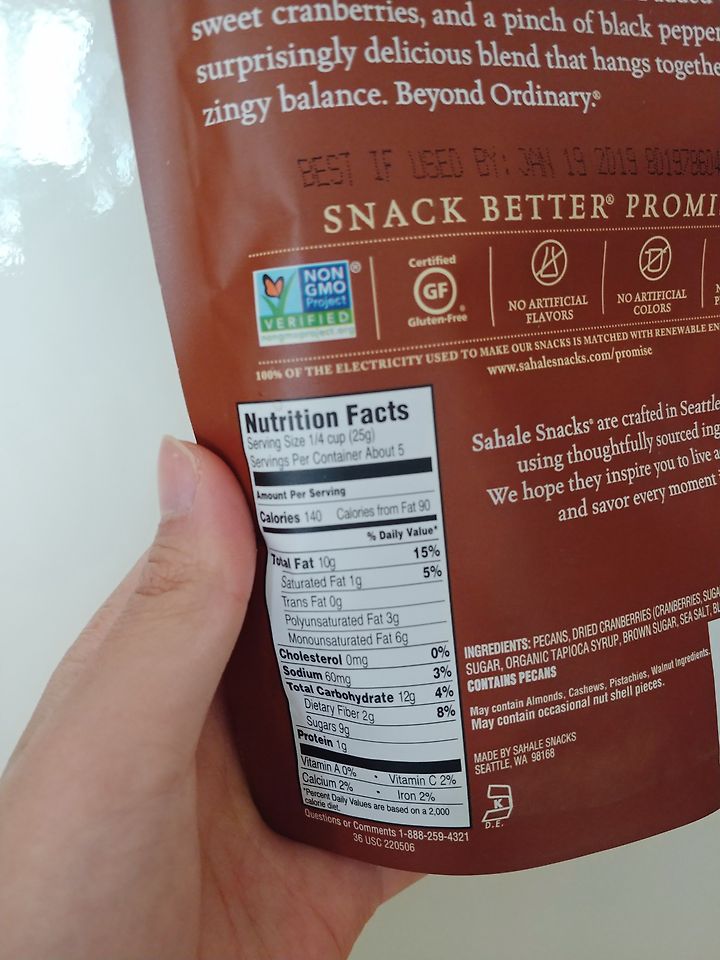 sweet cranberries, and a pinch of black pepper
surprisingly delicious blend that hangs togethe
zingy balance. Beyond Ordinary.®
BEST IF USED BY: JAN 19 2019
SNACK BETTER® PROMI
NON
GMO
Project
VERIFIED
nongmoproject.org
®
Certified
GF
®
Gluten-Free
NO ARTIFICIAL
FLAVORS
NO ARTIFICIAL
COLORS
100% OF THE ELECTRICITY USED TO MAKE OUR SNACKS IS MATCHED WITH RENEWABLE EN
www.sahalesnacks.com/promise
Nutrition Facts
Serving Size 1/4 cup (25g)
Servings Per Container About 5
Amount Per Serving
Calories 140 Calories from Fat 90
% Daily Value*
Total Fat 10g 15%
Saturated Fat 1g 5%
Trans Fat 0g
Polyunsaturated Fat 3g
Monounsaturated Fat 6g
Cholesterol 0mg 0%
Sodium 60mg 3%
Total Carbohydrate 12g 4%
Dietary Fiber 2g 8%
Sugars 9g
Protein 1g
Vitamin A 0% • Vitamin C 2%
Calcium 2% • Iron 2%
*Percent Daily Values are based on a 2,000
calorie diet.
Questions or Comments 1-888-259-4321
36 USC 220506
Sahale Snacks® are crafted in Seattle
using thoughtfully sourced ing
We hope they inspire you to live a
and savor every moment
INGREDIENTS: PECANS, DRIED CRANBERRIES (CRANBERRIES, SUGA
SUGAR, ORGANIC TAPIOCA SYRUP, BROWN SUGAR, SEA SALT, BL
CONTAINS PECANS
May contain Almonds, Cashews, Pistachios, Walnut Ingredients.
May contain occasional nut shell pieces.
MADE BY SAHALE SNACKS
SEATTLE, WA 98168
K
D.E.